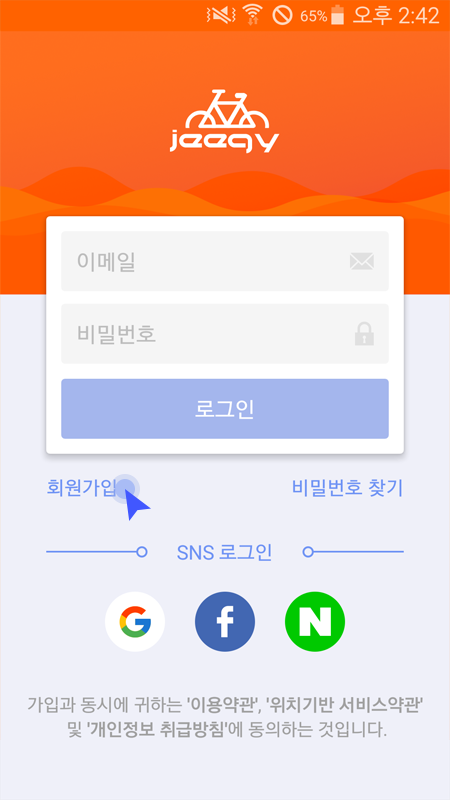 65% 오후 2:42
jeegy
이메일
비밀번호
로그인
회원가입 비밀번호 찾기
SNS 로그인
G f N
가입과 동시에 귀하는 '이용약관', '위치기반 서비스약관'
및 '개인정보 취급방침'에 동의하는 것입니다.